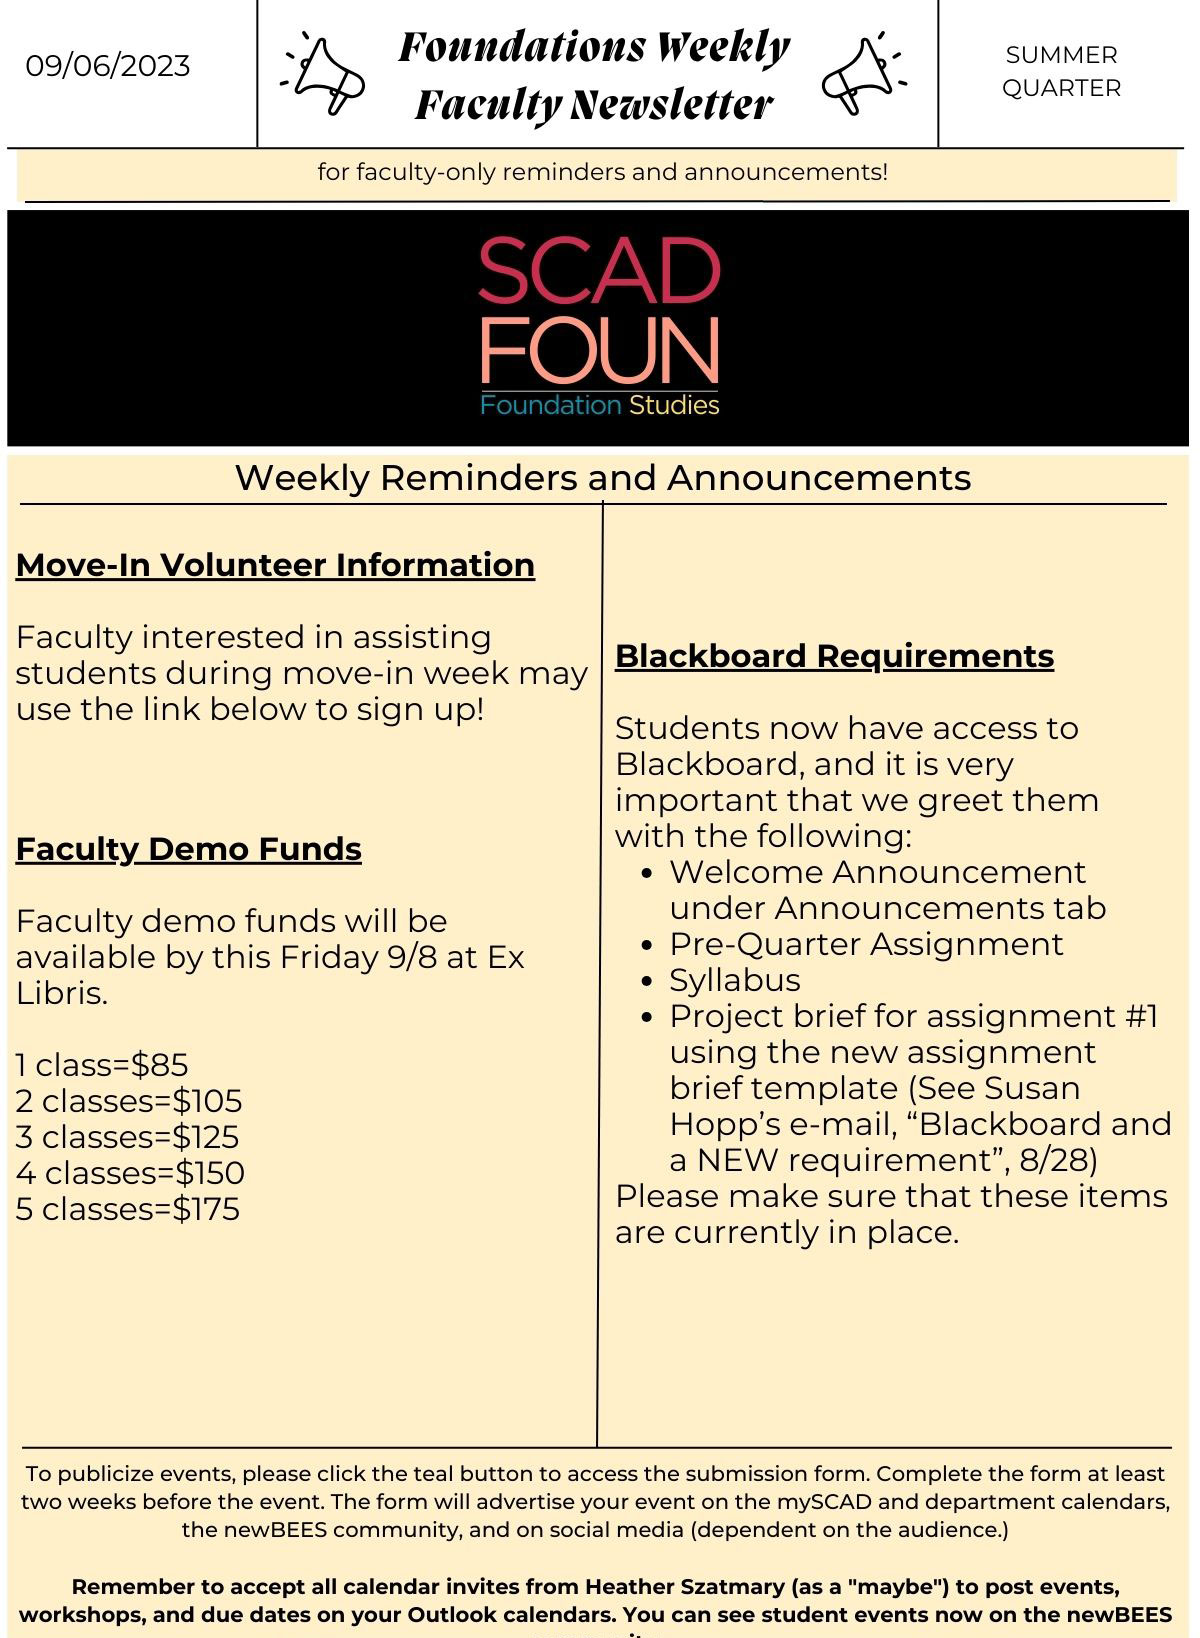 09/06/2023
Foundations Weekly
Faculty Newsletter
SUMMER
QUARTER
for faculty-only reminders and announcements!
SCAD
FOUN
Foundation Studies
Weekly Reminders and Announcements
Move-In Volunteer Information
Faculty interested in assisting
students during move-in week may
use the link below to sign up!
Faculty Demo Funds
Faculty demo funds will be
available by this Friday 9/8 at Ex
Libris.
1 class=$85
2 classes=$105
3 classes=$125
4 classes=$150
5 classes=$175
Blackboard Requirements
Students now have access to
Blackboard, and it is very
important that we greet them
with the following:
• Welcome Announcement
under Announcements tab
• Pre-Quarter Assignment
• Syllabus
• Project brief for assignment #1
using the new assignment
brief template (See Susan
Hopp’s e-mail, “Blackboard and
a NEW requirement”, 8/28)
Please make sure that these items
are currently in place.
To publicize events, please click the teal button to access the submission form. Complete the form at least
two weeks before the event. The form will advertise your event on the mySCAD and department calendars,
the newBEES community, and on social media (dependent on the audience.)
Remember to accept all calendar invites from Heather Szatmary (as a "maybe") to post events,
workshops, and due dates on your Outlook calendars. You can see student events now on the newBEES